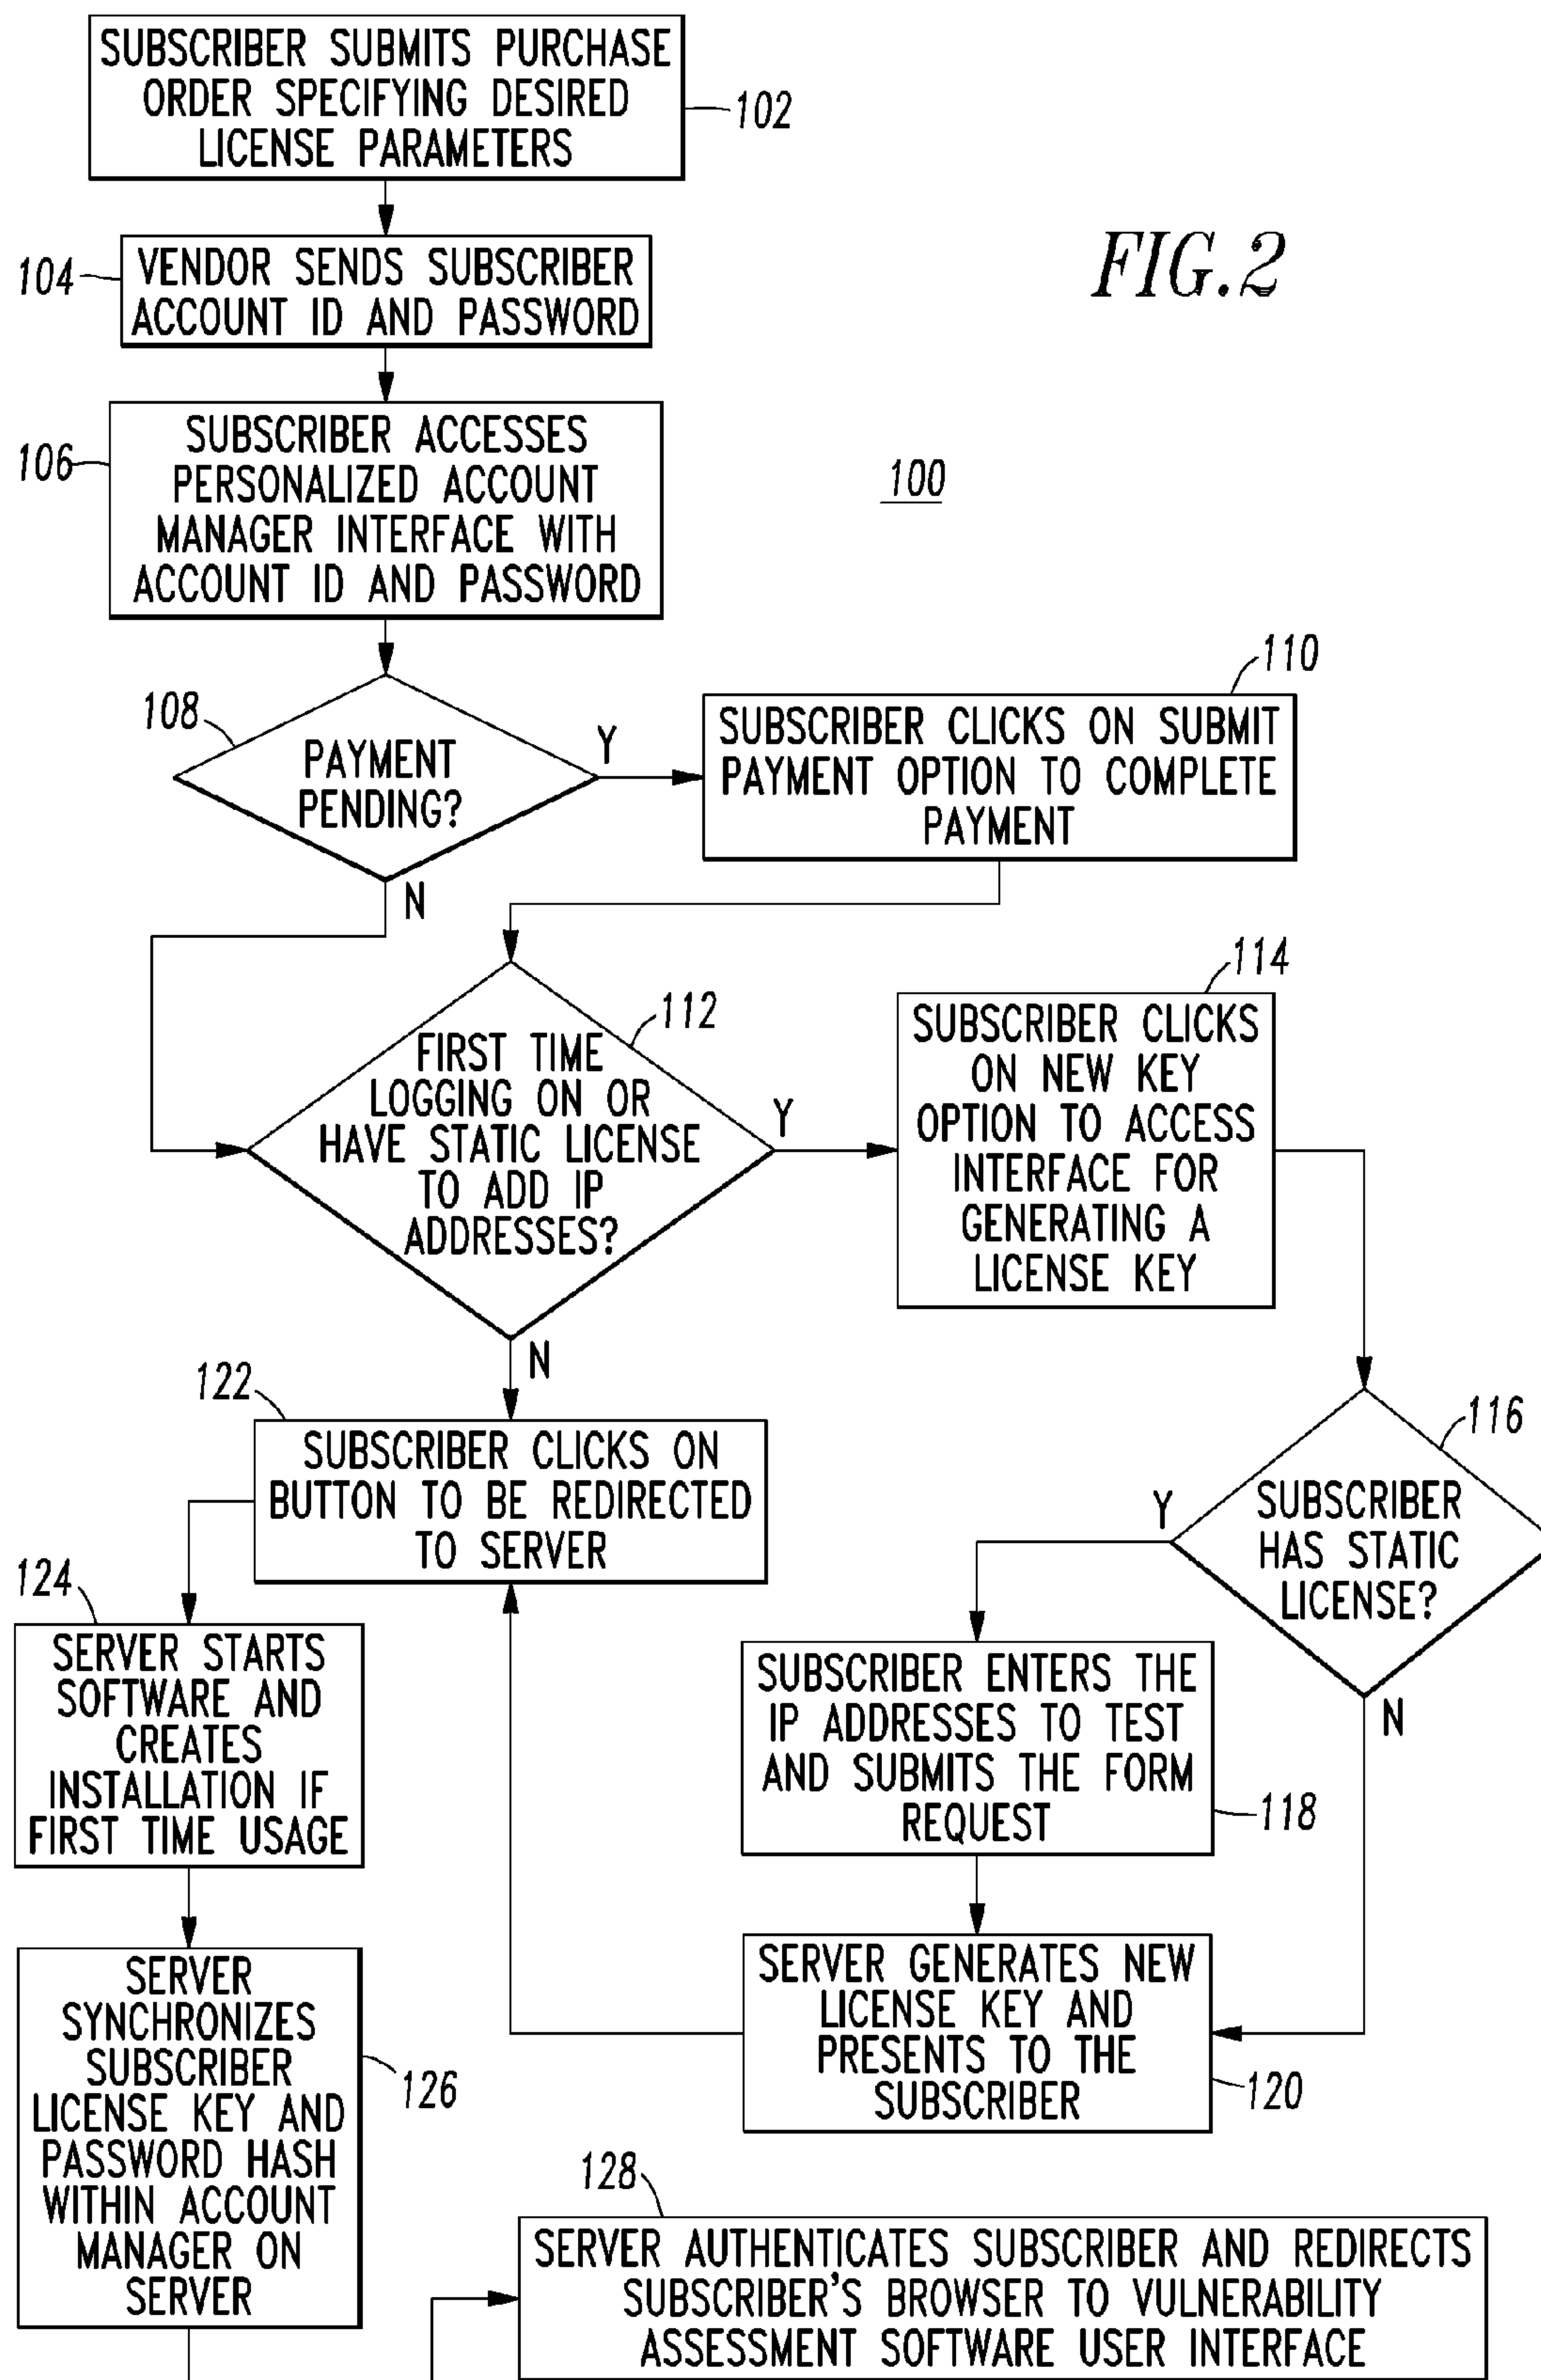 SUBSCRIBER SUBMITS PURCHASE
ORDER SPECIFYING DESIRED
LICENSE PARAMETERS
102
FIG.2
104
VENDOR SENDS SUBSCRIBER
ACCOUNT ID AND PASSWORD
106
SUBSCRIBER ACCESSES
PERSONALIZED ACCOUNT
MANAGER INTERFACE WITH
ACCOUNT ID AND PASSWORD
100
108
PAYMENT
PENDING?
Y
N
110
SUBSCRIBER CLICKS ON SUBMIT
PAYMENT OPTION TO COMPLETE
PAYMENT
112
FIRST TIME
LOGGING ON OR
HAVE STATIC LICENSE
TO ADD IP
ADDRESSES?
Y
N
114
SUBSCRIBER CLICKS
ON NEW KEY
OPTION TO ACCESS
INTERFACE FOR
GENERATING A
LICENSE KEY
116
SUBSCRIBER
HAS STATIC
LICENSE?
Y
N
122
SUBSCRIBER CLICKS ON
BUTTON TO BE REDIRECTED
TO SERVER
118
SUBSCRIBER ENTERS THE
IP ADDRESSES TO TEST
AND SUBMITS THE FORM
REQUEST
124
SERVER STARTS
SOFTWARE AND
CREATES
INSTALLATION IF
FIRST TIME USAGE
SERVER GENERATES NEW
LICENSE KEY AND
PRESENTS TO THE
SUBSCRIBER
120
SERVER
SYNCHRONIZES
SUBSCRIBER
LICENSE KEY AND
PASSWORD HASH
WITHIN ACCOUNT
MANAGER ON
SERVER
126
128
SERVER AUTHENTICATES SUBSCRIBER AND REDIRECTS
SUBSCRIBER'S BROWSER TO VULNERABILITY
ASSESSMENT SOFTWARE USER INTERFACE